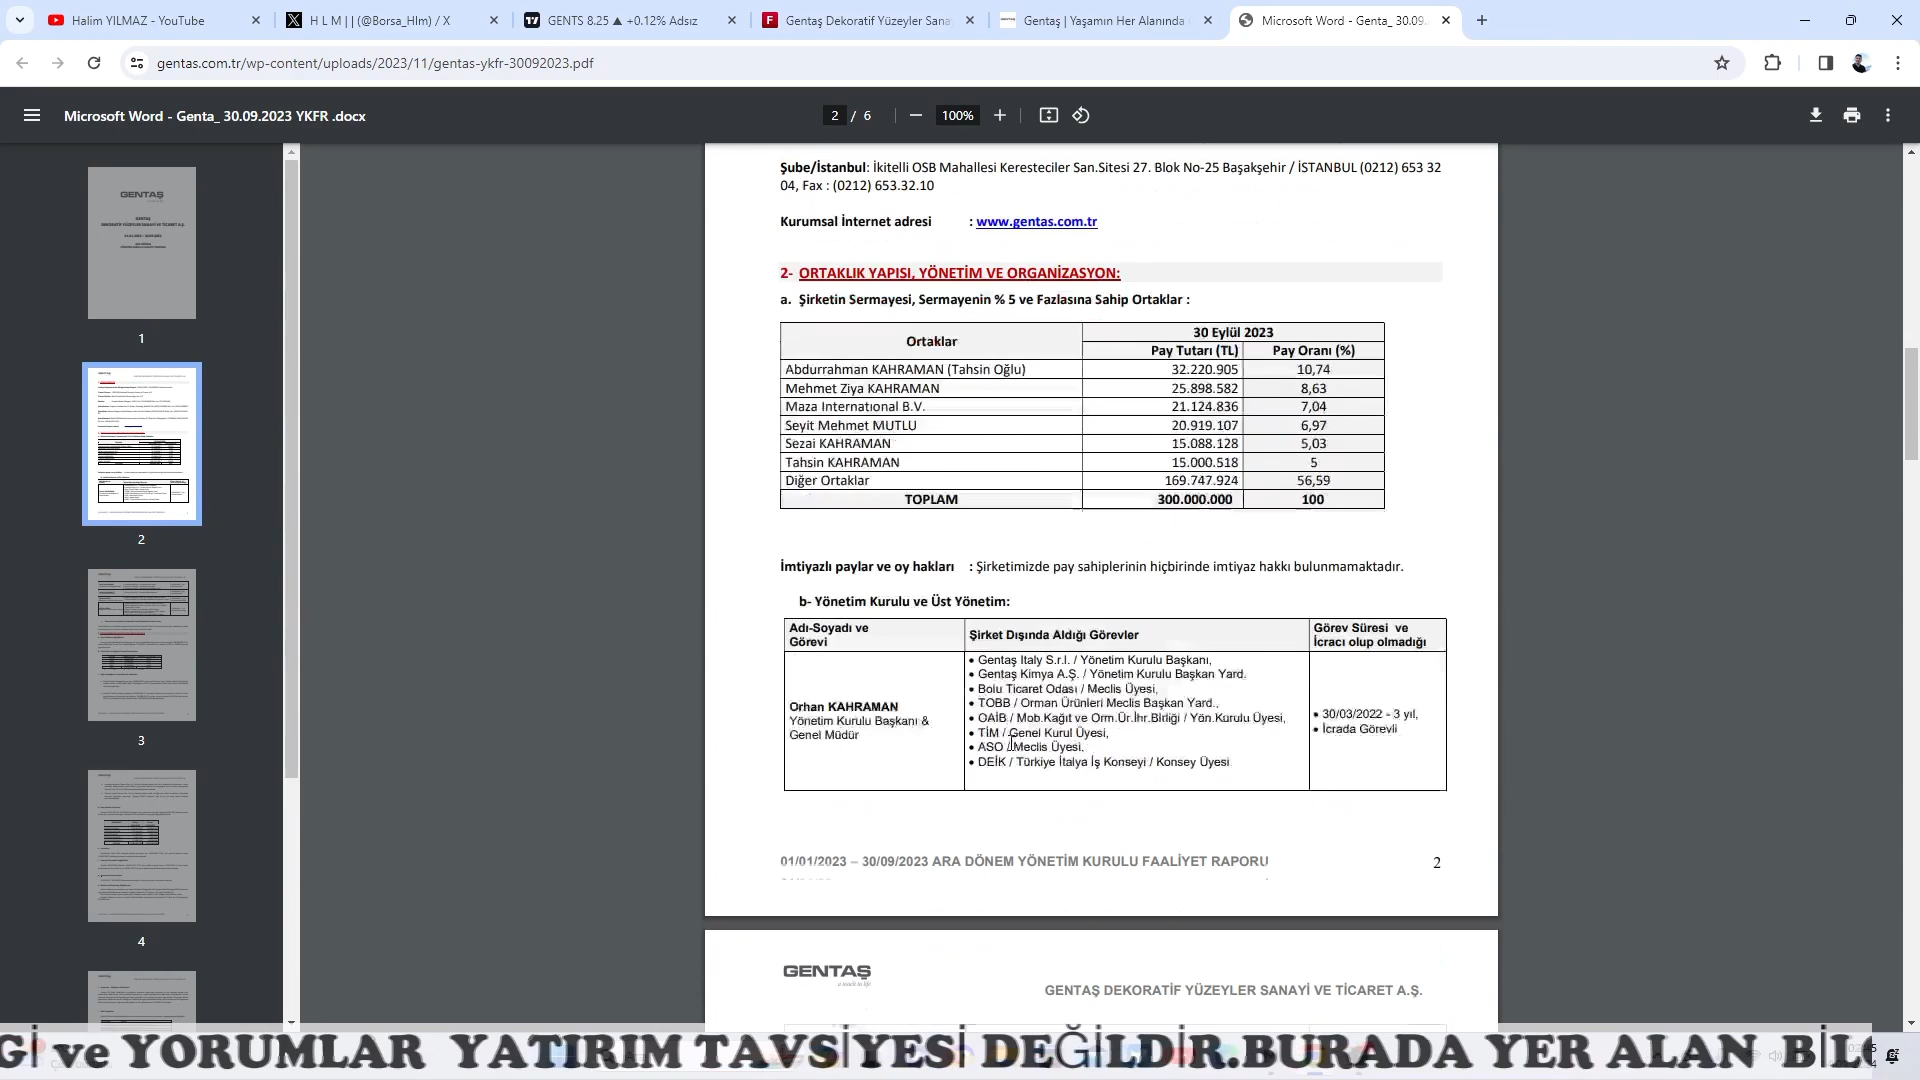 Halim YILMAZ - YouTube
H L M | | (@Borsa_Hlm) / X
GENTS 8.25 ▲ +0.12% Adsız
Gentaş Dekoratif Yüzeyler Sana
Gentaş | Yaşamın Her Alanında
Microsoft Word - Genta_ 30.09.
gentas.com.tr/wp-content/uploads/2023/11/gentas-ykfr-30092023.pdf
Microsoft Word - Genta_ 30.09.2023 YKFR .docx
2 / 6
100%
1
2
3
4
Şube/İstanbul: İkitelli OSB Mahallesi Keresteciler San.Sitesi 27. Blok No-25 Başakşehir / İSTANBUL (0212) 653 32
04, Fax : (0212) 653.32.10
Kurumsal İnternet adresi : www.gentas.com.tr
2- ORTAKLIK YAPISI, YÖNETİM VE ORGANİZASYON:
a. Şirketin Sermayesi, Sermayenin % 5 ve Fazlasına Sahip Ortaklar :
Ortaklar 30 Eylül 2023
Pay Tutarı (TL) Pay Oranı (%)
Abdurrahman KAHRAMAN (Tahsin Oğlu) 32.220.905 10,74
Mehmet Ziya KAHRAMAN 25.898.582 8,63
Maza Internatıonal B.V. 21.124.836 7,04
Seyit Mehmet MUTLU 20.919.107 6,97
Sezai KAHRAMAN 15.088.128 5,03
Tahsin KAHRAMAN 15.000.518 5
Diğer Ortaklar 169.747.924 56,59
TOPLAM 300.000.000 100
İmtiyazlı paylar ve oy hakları : Şirketimizde pay sahiplerinin hiçbirinde imtiyaz hakkı bulunmamaktadır.
b- Yönetim Kurulu ve Üst Yönetim:
Adı-Soyadı ve
Görevi
Şirket Dışında Aldığı Görevler
Görev Süresi ve
İcracı olup olmadığı
Orhan KAHRAMAN
Yönetim Kurulu Başkanı &
Genel Müdür
• Gentaş Italy S.r.l. / Yönetim Kurulu Başkanı,
• Gentaş Kimya A.Ş. / Yönetim Kurulu Başkan Yard.
• Bolu Ticaret Odası / Meclis Üyesi,
• TOBB / Orman Ürünleri Meclis Başkan Yard.,
• OAİB / Mob.Kağıt ve Orm.Ür.İhr.Birliği / Yön.Kurulu Üyesi,
• TİM / Genel Kurul Üyesi,
• ASO / Meclis Üyesi,
• DEİK / Türkiye İtalya İş Konseyi / Konsey Üyesi
• 30/03/2022 - 3 yıl,
• İcrada Görevli
01/01/2023 – 30/09/2023 ARA DÖNEM YÖNETİM KURULU FAALİYET RAPORU 2
GENTAŞ
a touch to life
GENTAŞ DEKORATİF YÜZEYLER SANAYİ VE TİCARET A.Ş.
Gİ ve YORUMLAR YATIRIM TAVSİYESİ DEĞİLDİR.BURADA YER ALAN BİLG